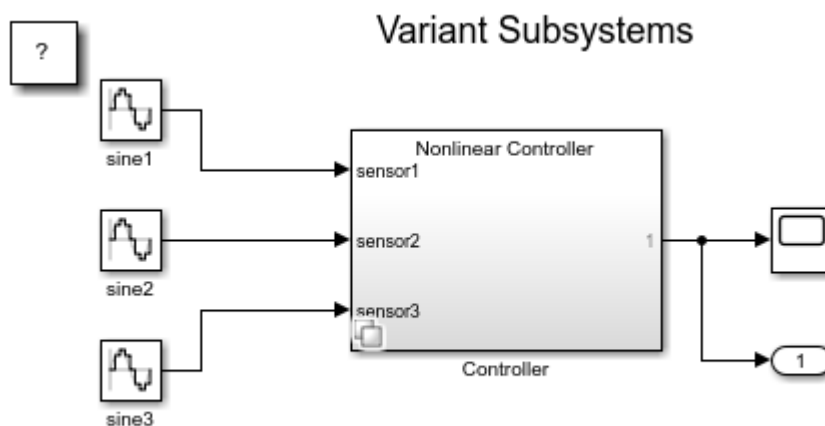 Variant Subsystems
?
sine1
Nonlinear Controller
sensor1
sensor2
1
sine2
sensor3
Controller
1
sine3